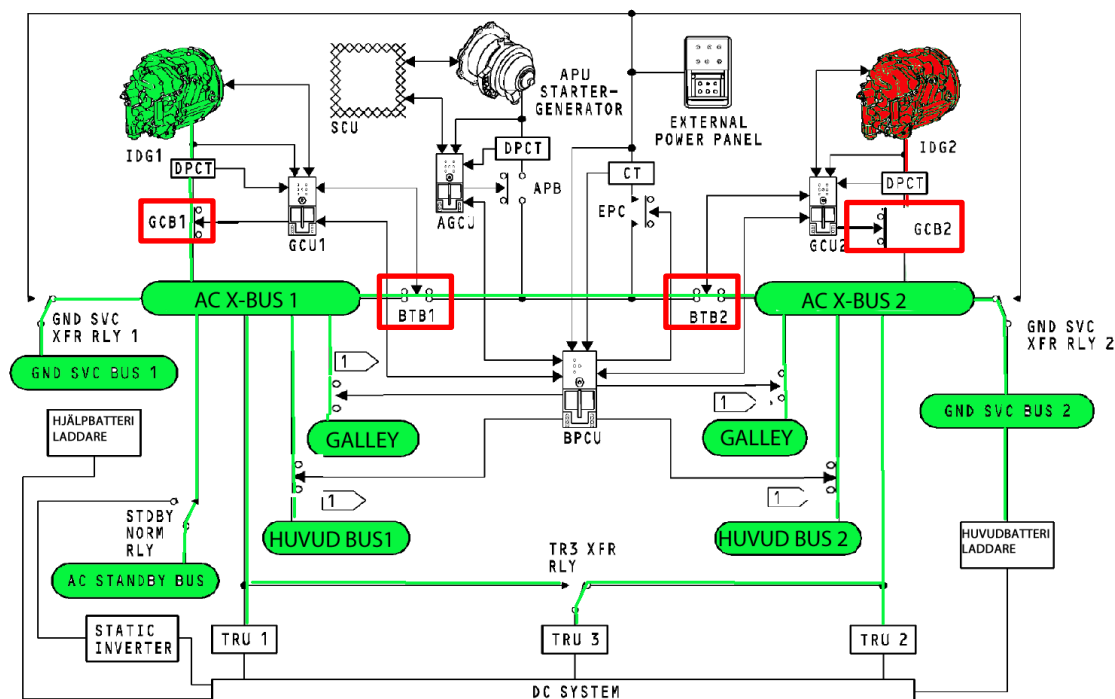 IDG1
SCU
APU
STARTER-
GENERATOR
EXTERNAL
POWER PANEL
IDG2
DPCT
DPCT
CT
DPCT
GCB1
GCU1
AGCU
APB
EPC
GCU2
GCB2
AC X-BUS 1
BTB1
BTB2
AC X-BUS 2
GND SVC
XFR RLY 1
GND SVC
XFR RLY 2
GND SVC BUS 1
1
1
GND SVC BUS 2
HJÄLPBATTERI
LADDARE
GALLEY
BPCU
GALLEY
1
1
STDBY
NORM
RLY
HUVUD BUS1
HUVUD BUS 2
HUVUDBATTERI
LADDARE
AC STANDBY BUS
TR3 XFR
RLY
STATIC
INVERTER
TRU 1
TRU 3
TRU 2
DC SYSTEM